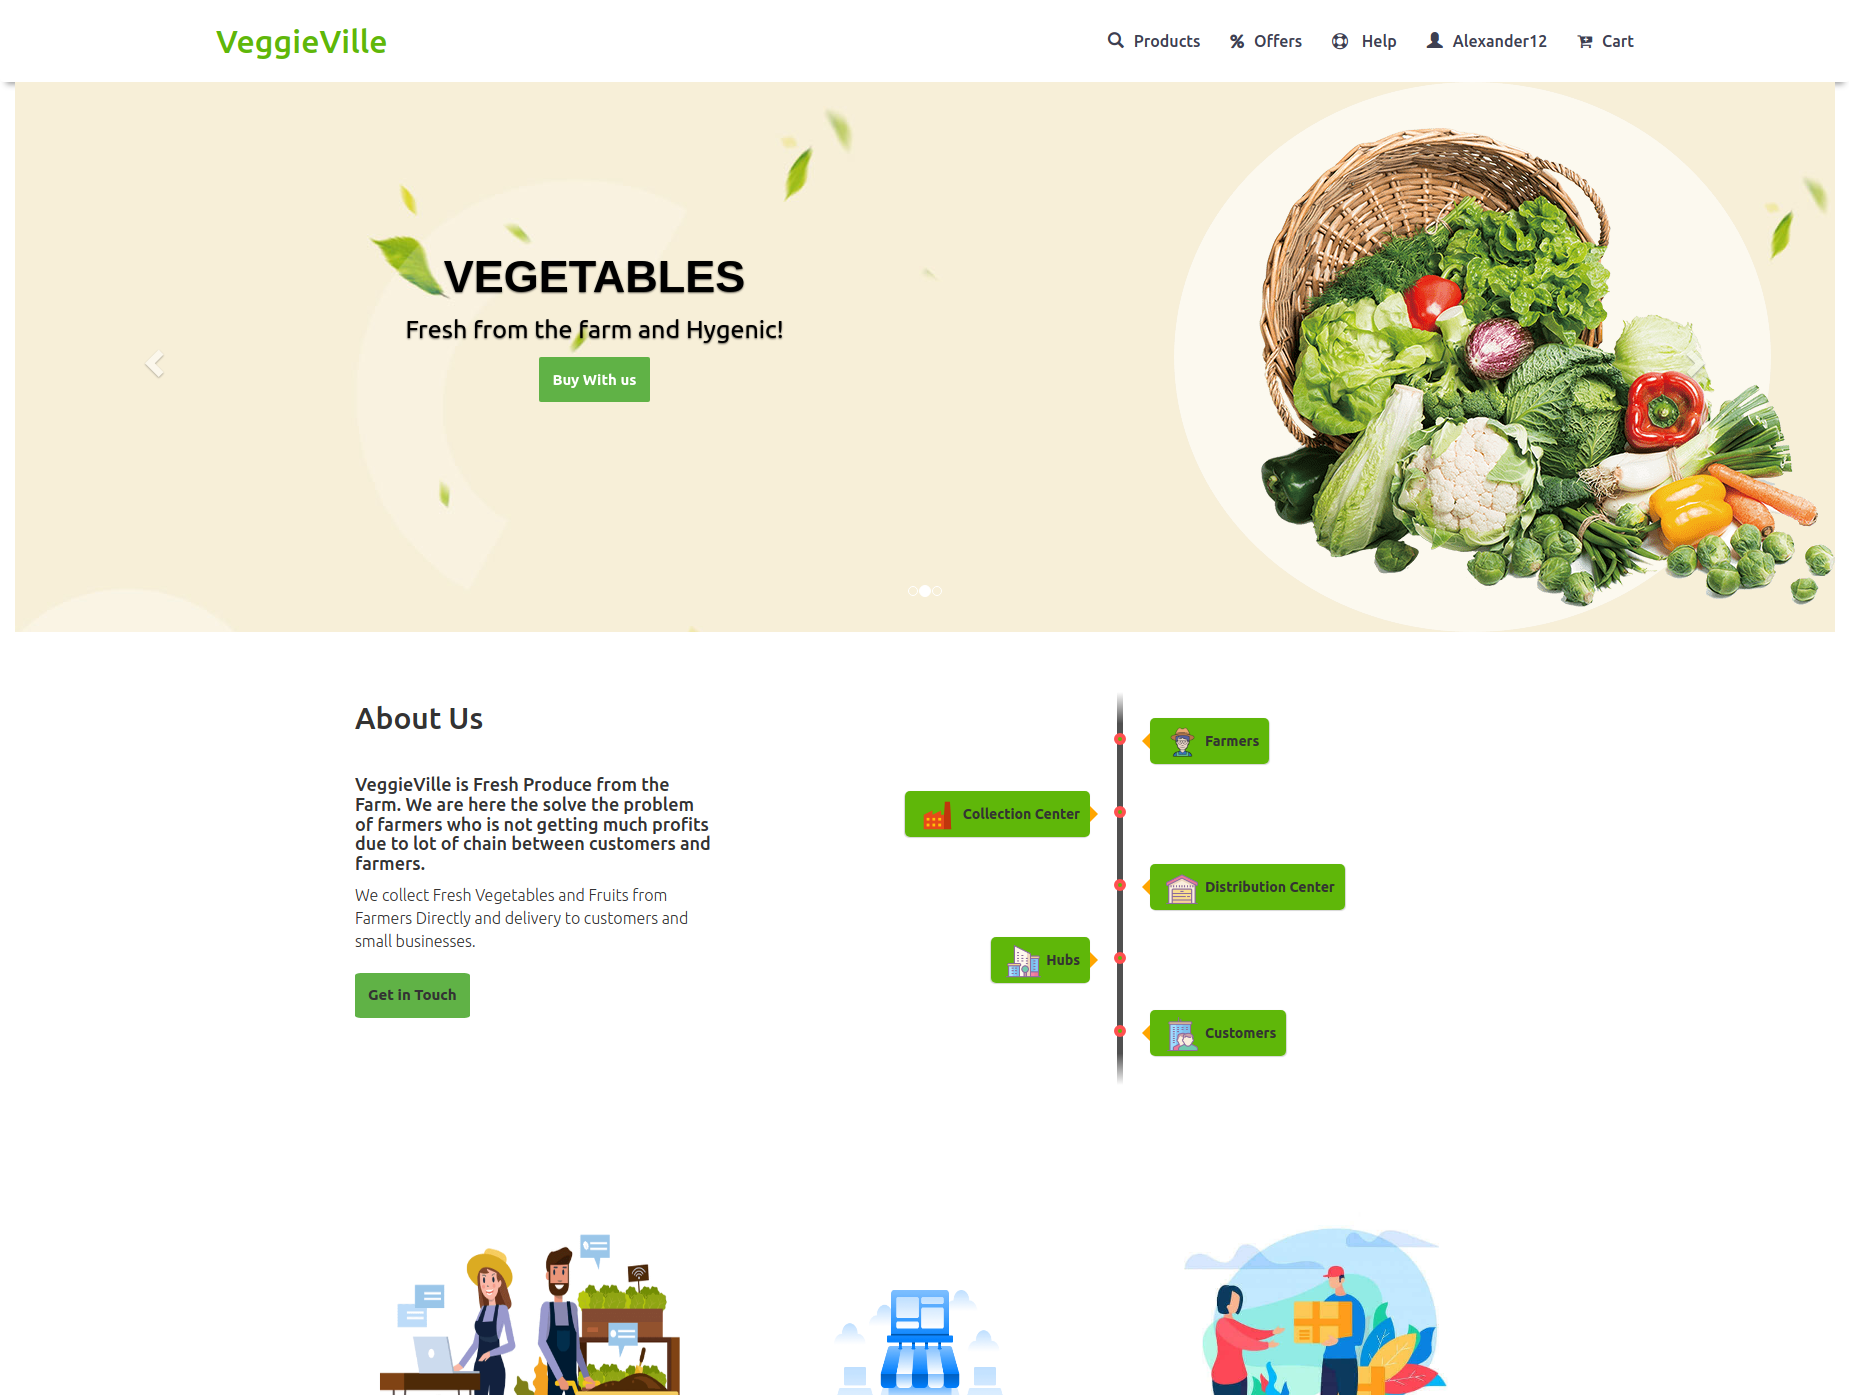 VeggieVille
Products
Offers
Help
Alexander12
Cart
VEGETABLES
Fresh from the farm and Hygenic!
Buy With us
About Us
VeggieVille is Fresh Produce from the
Farm. We are here the solve the problem
of farmers who is not getting much profits
due to lot of chain between customers and
farmers.
We collect Fresh Vegetables and Fruits from
Farmers Directly and delivery to customers and
small businesses.
Get in Touch
Farmers
Collection Center
Distribution Center
Hubs
Customers